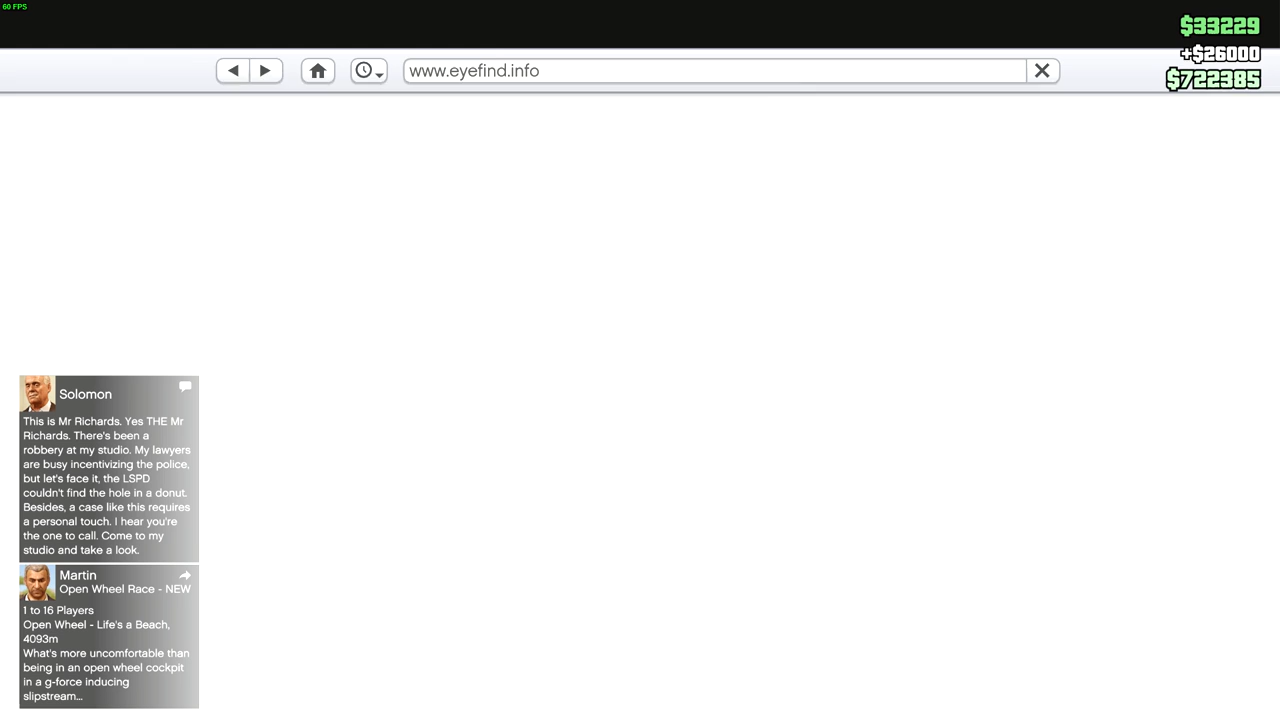 60 FPS
$33229
+$26000
$722385
www.eyefind.info
Solomon
This is Mr Richards. Yes THE Mr
Richards. There's been a
robbery at my studio. My lawyers
are busy incentivizing the police,
but let's face it, the LSPD
couldn't find the hole in a donut.
Besides, a case like this requires
a personal touch. I hear you're
the one to call. Come to my
studio and take a look.
Martin
Open Wheel Race - NEW
1 to 16 Players
Open Wheel - Life's a Beach,
4093m
What's more uncomfortable than
being in an open wheel cockpit
in a g-force inducing
slipstream...